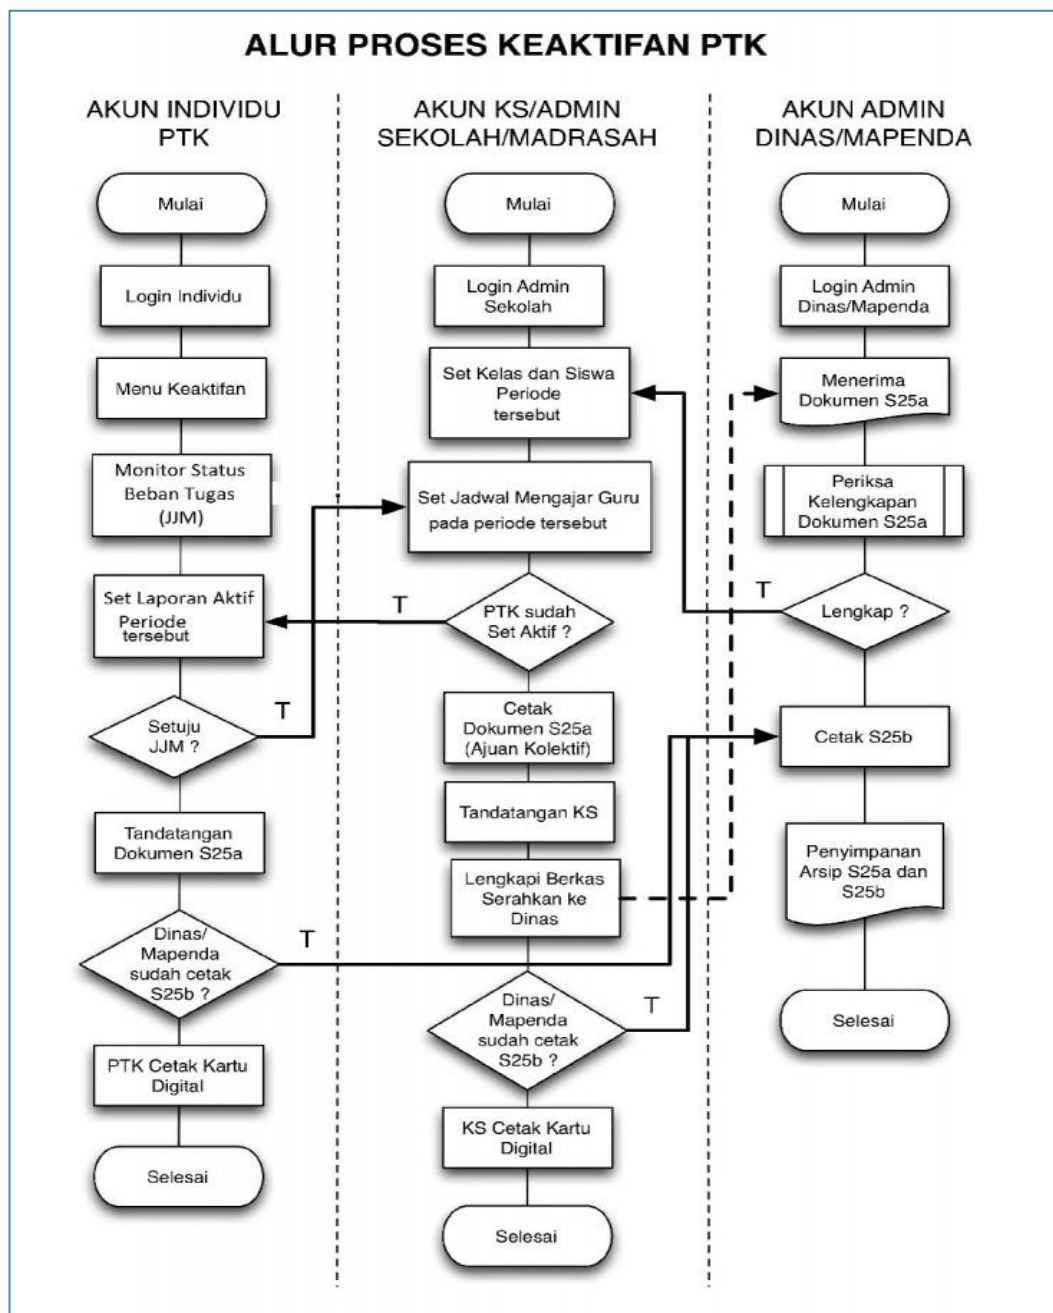 ALUR PROSES KEAKTIFAN PTK
AKUN INDIVIDU
PTK
Mulai
Login Individu
Menu Keaktifan
Monitor Status
Beban Tugas
(JJM)
Set Laporan Aktif
Periode
tersebut
Setuju
JJM ?
T
Tandatangan
Dokumen S25a
Dinas/
Mapenda
sudah cetak
S25b ?
T
PTK Cetak Kartu
Digital
Selesai
AKUN KS/ADMIN
SEKOLAH/MADRASAH
Mulai
Login Admin
Sekolah
Set Kelas dan Siswa
Periode
tersebut
Set Jadwal Mengajar Guru
pada periode tersebut
T
PTK sudah
Set Aktif ?
Cetak
Dokumen S25a
(Ajuan Kolektif)
Tandatangan KS
Lengkapi Berkas
Serahkan ke
Dinas
Dinas/
Mapenda
sudah cetak
S25b ?
T
KS Cetak Kartu
Digital
Selesai
AKUN ADMIN
DINAS/MAPENDA
Mulai
Login Admin
Dinas/Mapenda
Menerima
Dokumen S25a
Periksa
Kelengkapan
Dokumen S25a
T
Lengkap ?
Cetak S25b
Penyimpanan
Arsip S25a dan
S25b
Selesai